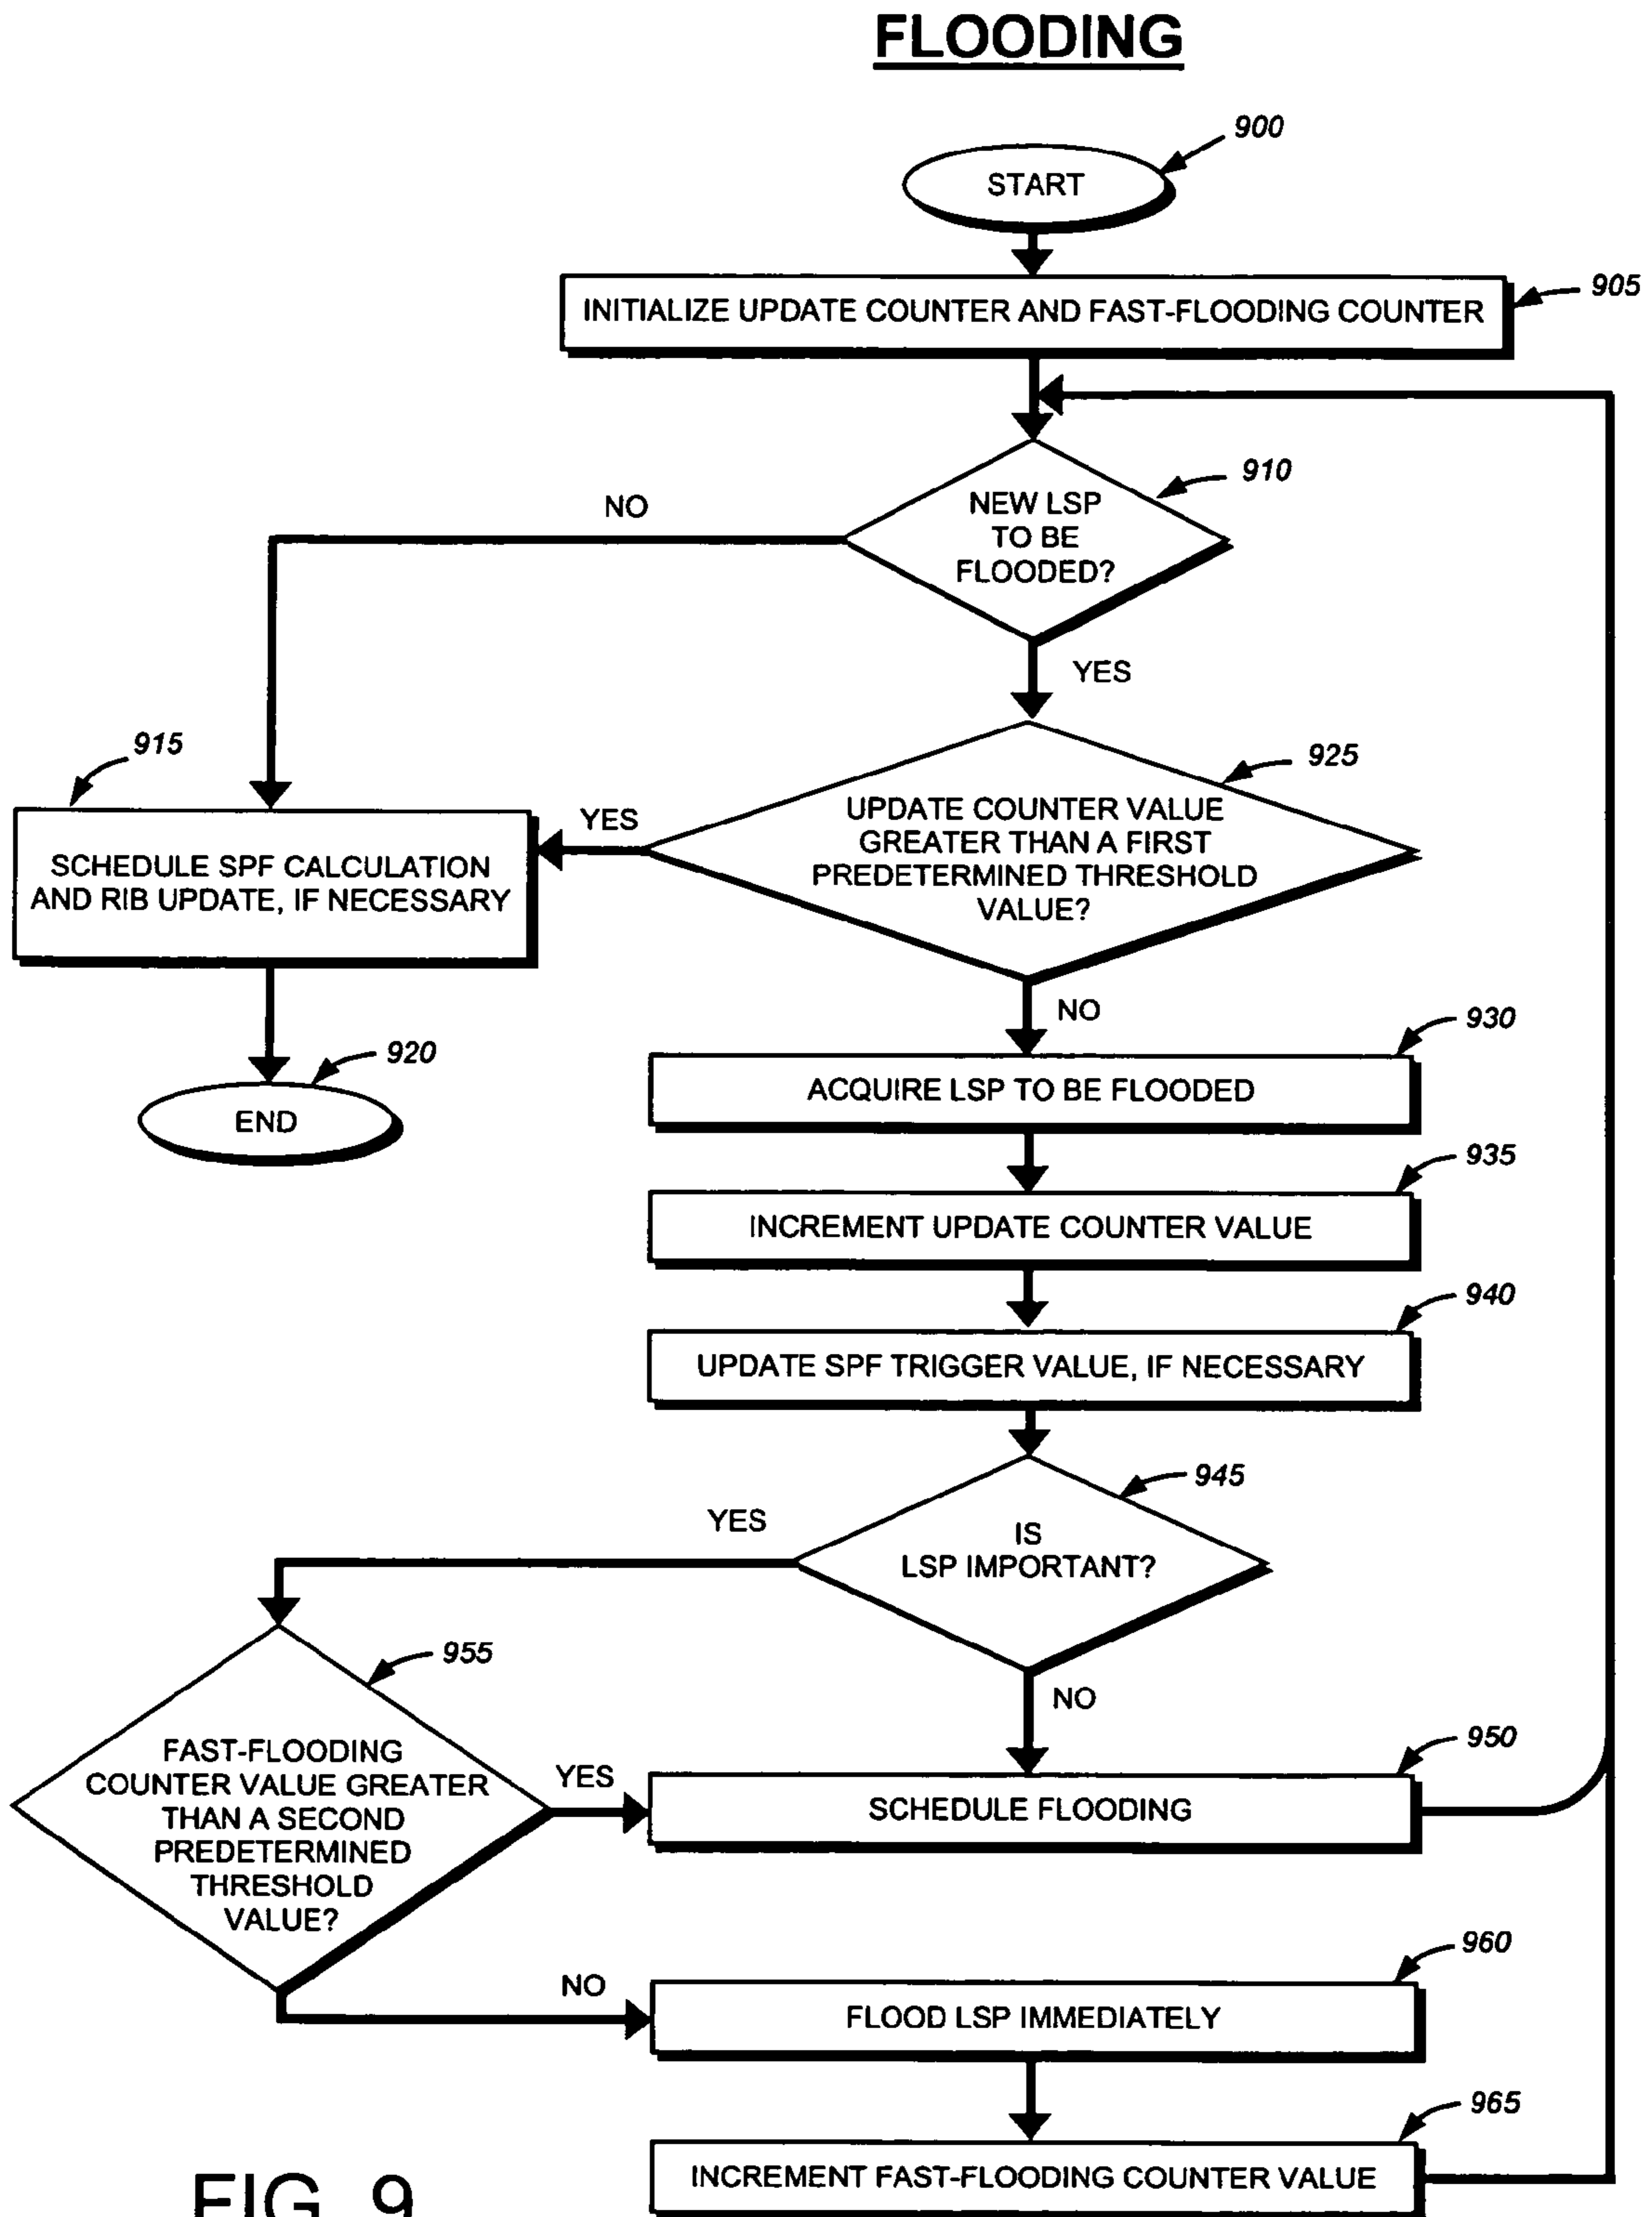 FLOODING
900
START
905
INITIALIZE UPDATE COUNTER AND FAST-FLOODING COUNTER
910
NEW LSP
TO BE
FLOODED?
NO
YES
915
925
UPDATE COUNTER VALUE
GREATER THAN A FIRST
PREDETERMINED THRESHOLD
VALUE?
YES
SCHEDULE SPF CALCULATION
AND RIB UPDATE, IF NECESSARY
NO
920
END
930
ACQUIRE LSP TO BE FLOODED
935
INCREMENT UPDATE COUNTER VALUE
940
UPDATE SPF TRIGGER VALUE, IF NECESSARY
945
IS
LSP IMPORTANT?
YES
NO
955
FAST-FLOODING
COUNTER VALUE GREATER
THAN A SECOND
PREDETERMINED
THRESHOLD
VALUE?
YES
950
SCHEDULE FLOODING
NO
960
FLOOD LSP IMMEDIATELY
965
INCREMENT FAST-FLOODING COUNTER VALUE
FIG. 9